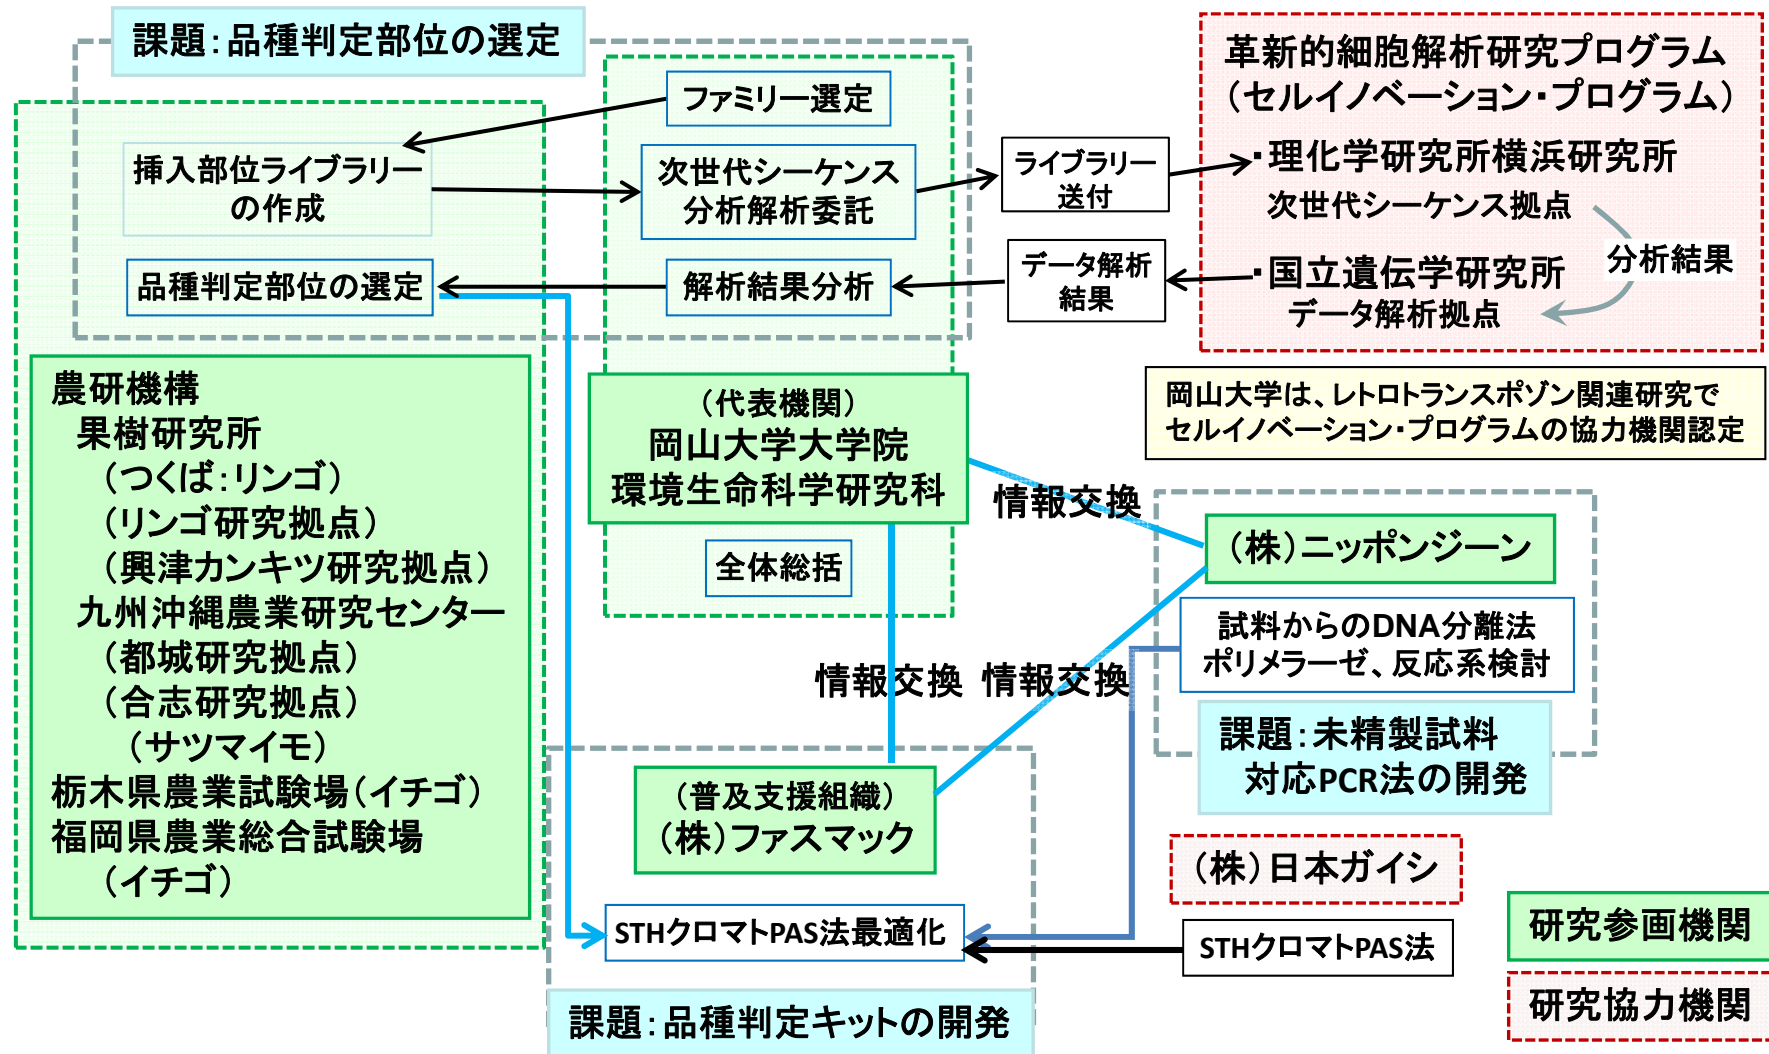 課題：品種判定部位の選定
ファミリー選定
挿入部位ライブラリー
の作成
次世代シーケンス
分析解析委託
ライブラリー
送付
品種判定部位の選定
解析結果分析
データ解析
結果
革新的細胞解析研究プログラム
（セルイノベーション・プログラム）
・理化学研究所横浜研究所
次世代シーケンス拠点
分析結果
・国立遺伝学研究所
データ解析拠点
岡山大学は、レトロトランスポゾン関連研究で
セルイノベーション・プログラムの協力機関認定
農研機構
果樹研究所
（つくば：リンゴ）
（リンゴ研究拠点）
（興津カンキツ研究拠点）
九州沖縄農業研究センター
（都城研究拠点）
（合志研究拠点）
（サツマイモ）
栃木県農業試験場（イチゴ）
福岡県農業総合試験場
（イチゴ）
（代表機関）
岡山大学大学院
環境生命科学研究科
全体総括
情報交換
情報交換
情報交換
（株）ニッポンジーン
試料からのDNA分離法
ポリメラーゼ、反応系検討
課題：未精製試料
対応PCR法の開発
（普及支援組織）
（株）ファスマック
STHクロマトPAS法最適化
課題：品種判定キットの開発
（株）日本ガイシ
STHクロマトPAS法
研究参画機関
研究協力機関